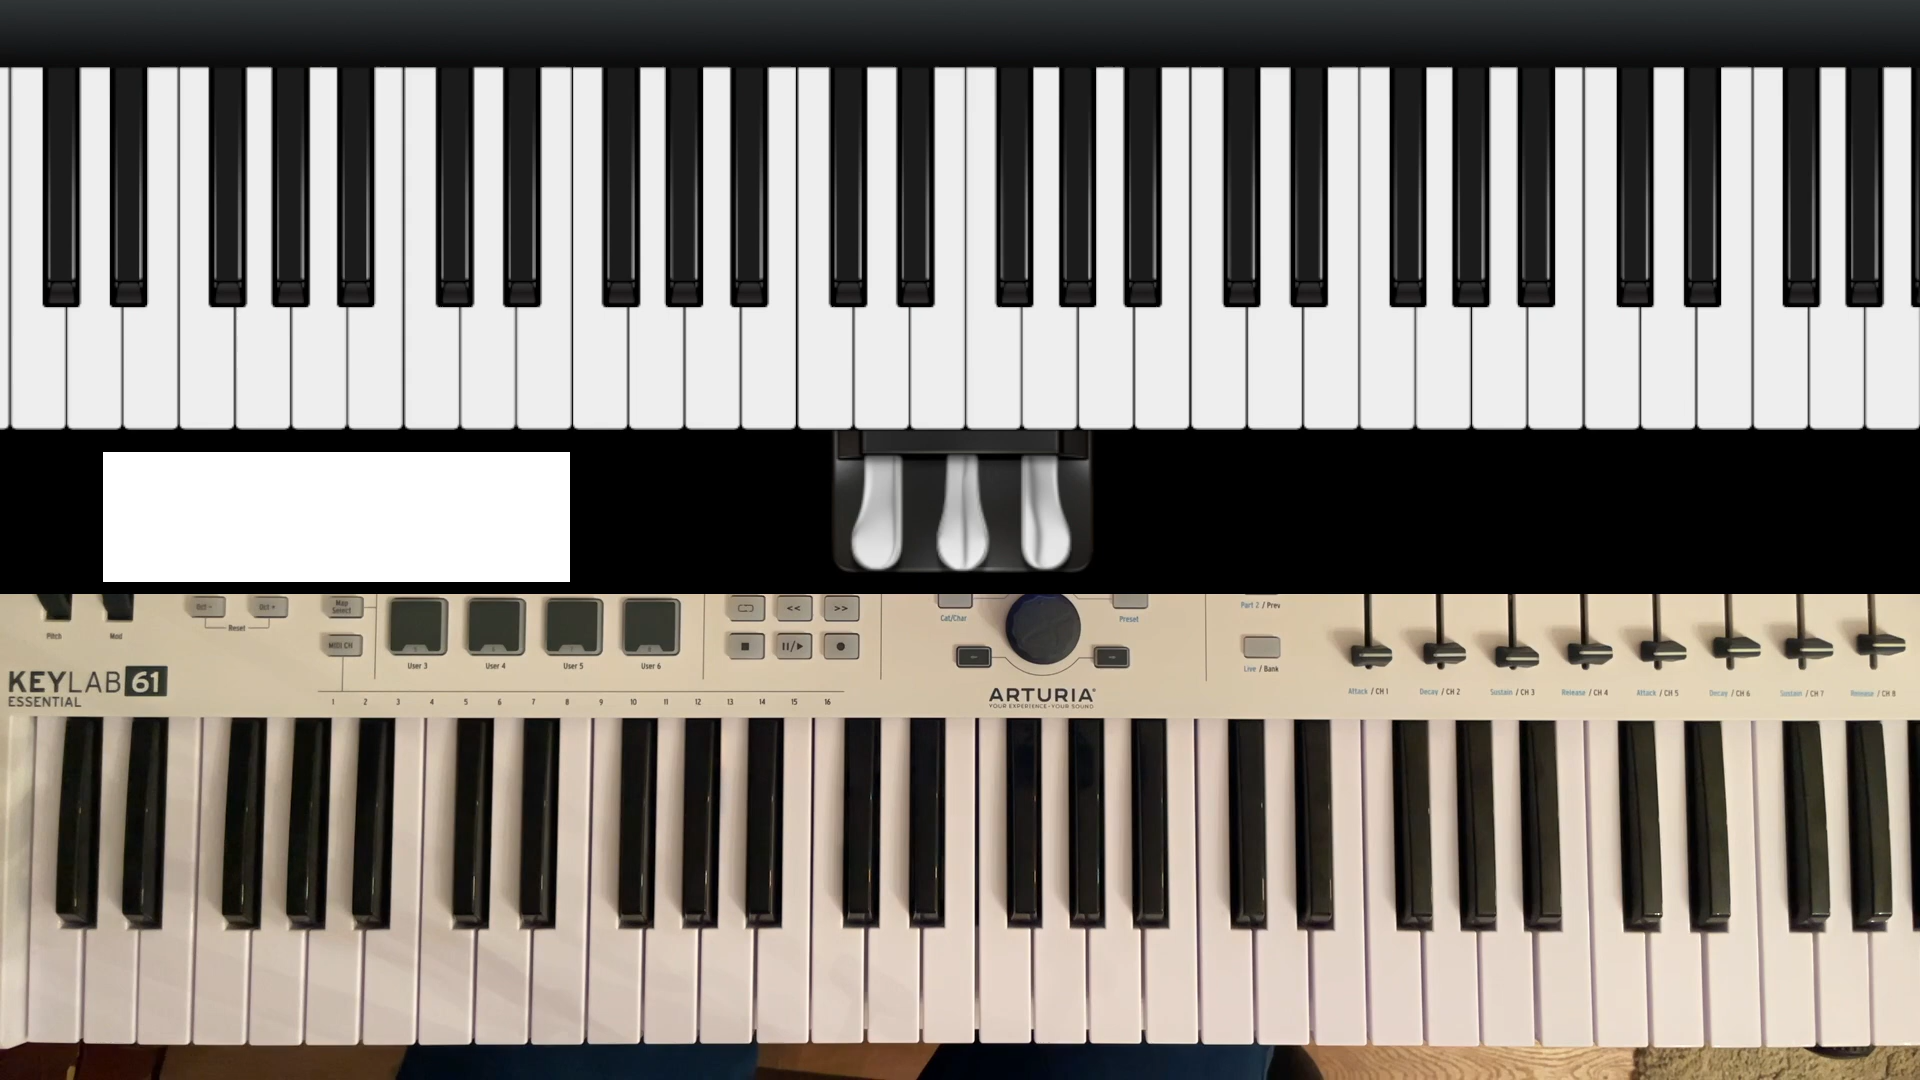 Pitch
Mod
Oct -
Oct +
Reset
Map Select
MIDI CH
User 3
User 4
User 5
User 6
<<
>>
Cat/Char
Preset
Part 2 / Prev
Live / Bank
KEYLAB 61
ESSENTIAL
1 2 3 4 5 6 7 8 9 10 11 12 13 14 15 16
ARTURIA
YOUR EXPERIENCE • YOUR SOUND
Attack / CH 1
Decay / CH 2
Sustain / CH 3
Release / CH 4
Attack / CH 5
Decay / CH 6
Sustain / CH 7
Release / CH 8